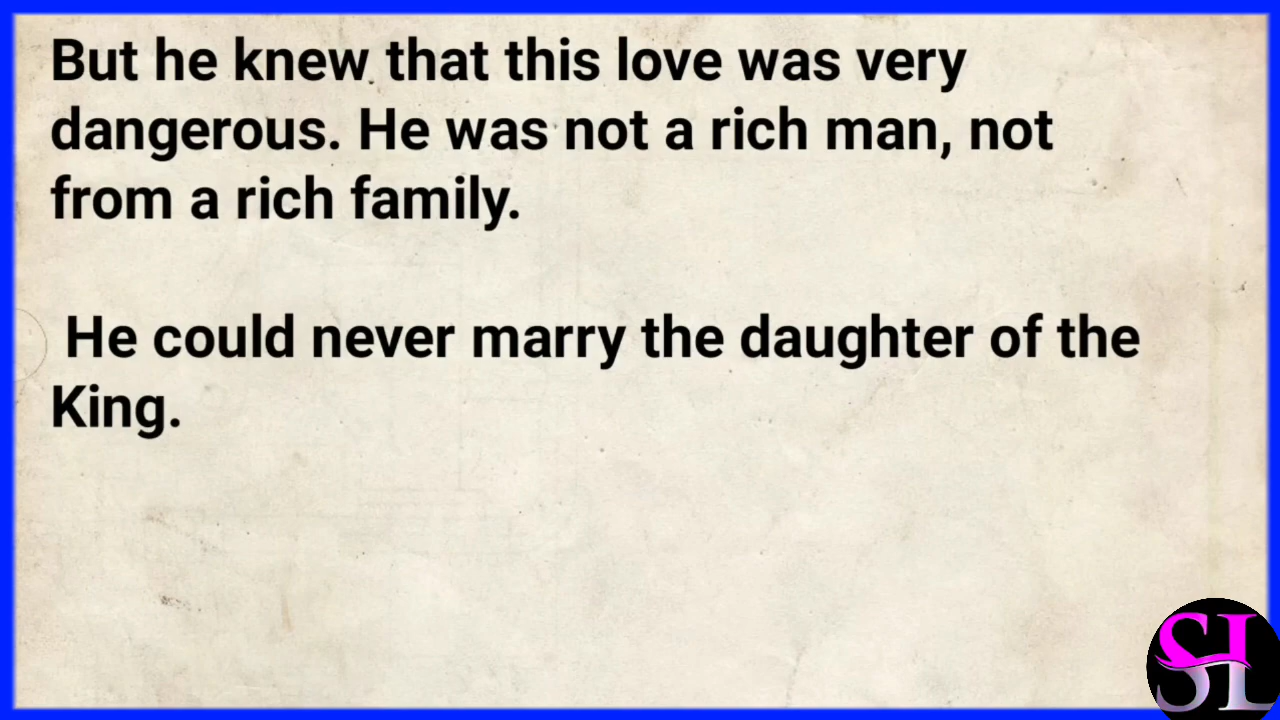 But he knew that this love was very
dangerous. He was not a rich man, not
from a rich family.
He could never marry the daughter of the
King.
SL